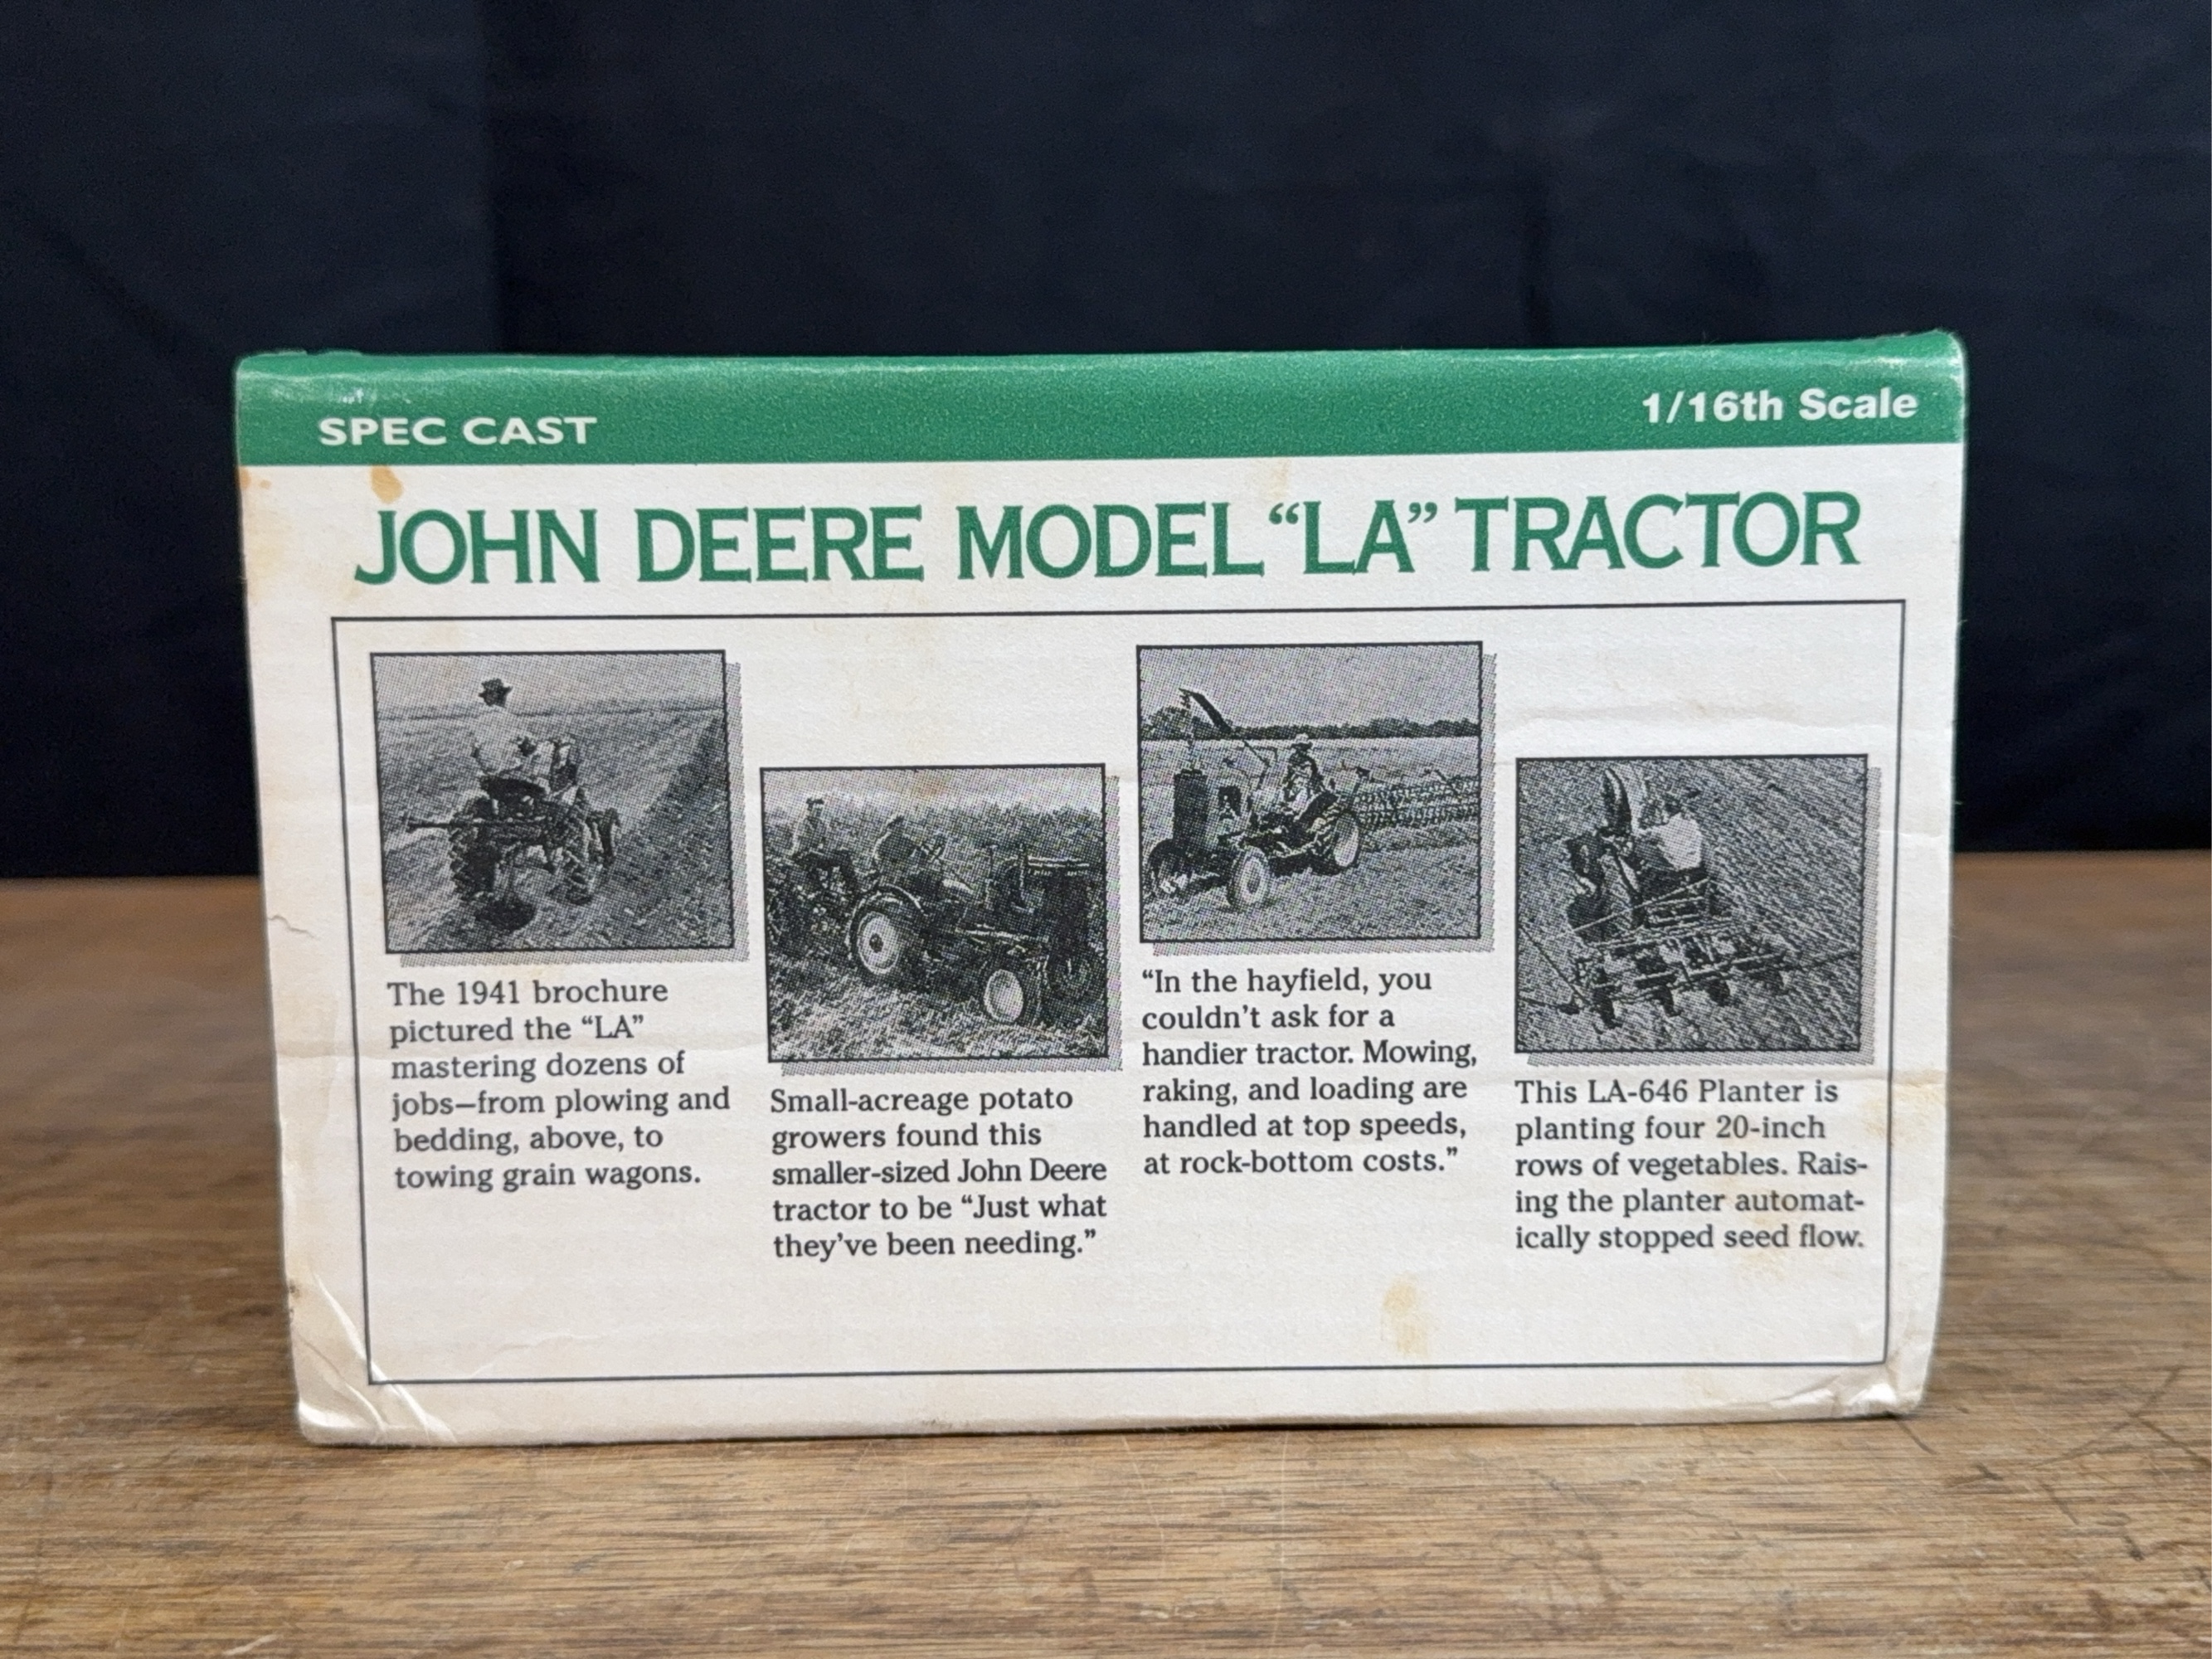 SPEC CAST
1/16th Scale
JOHN DEERE MODEL “LA” TRACTOR
The 1941 brochure
pictured the “LA”
mastering dozens of
jobs—from plowing and
bedding, above, to
towing grain wagons.
Small-acreage potato
growers found this
smaller-sized John Deere
tractor to be “Just what
they’ve been needing.”
“In the hayfield, you
couldn’t ask for a
handier tractor. Mowing,
raking, and loading are
handled at top speeds,
at rock-bottom costs.”
This LA-646 Planter is
planting four 20-inch
rows of vegetables. Rais-
ing the planter automat-
ically stopped seed flow.